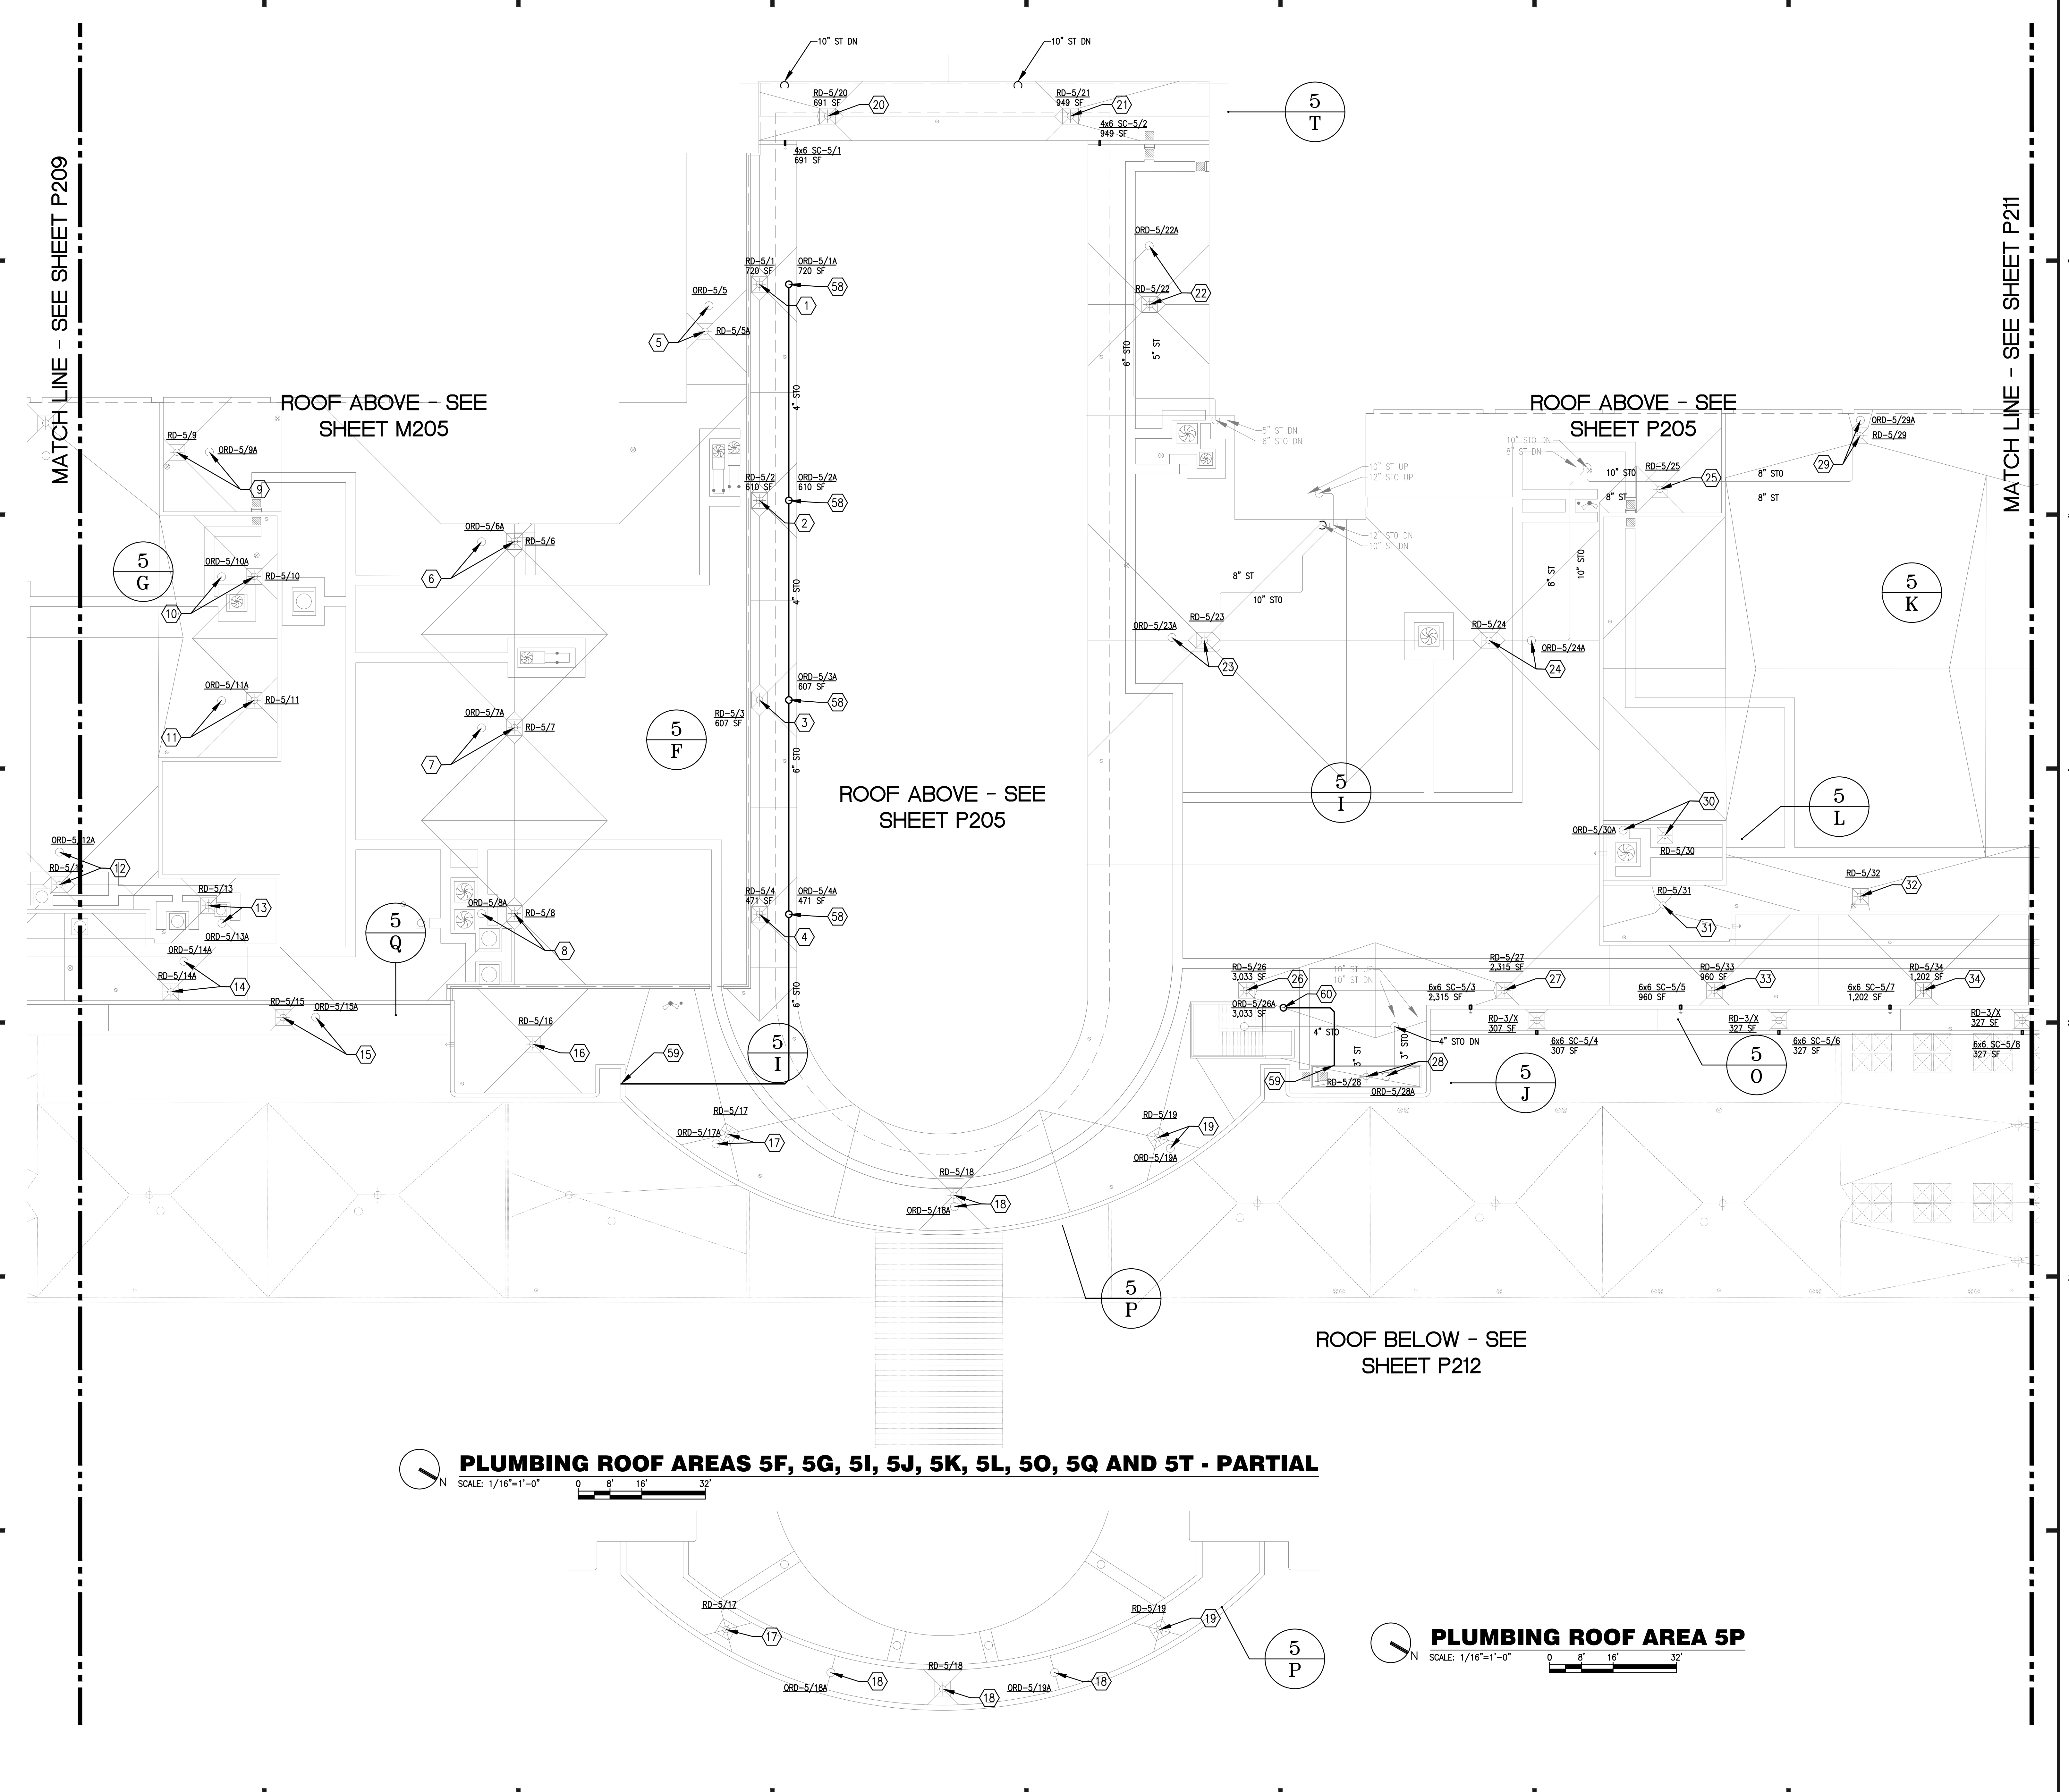 10" ST DN
10" ST DN
RD-5/20
691 SF
20
RD-5/21
949 SF
21
5
T
4x6 SC-5/2
949 SF
4x6 SC-5/1
691 SF
MATCH LINE - SEE SHEET P209
MATCH LINE - SEE SHEET P211
ORD-5/22A
RD-5/1
720 SF
ORD-5/1A
720 SF
58
1
ORD-5/5
RD-5/5A
5
RD-5/22
22
6" STO
5" ST
4" STO
ROOF ABOVE - SEE
SHEET M205
ROOF ABOVE - SEE
SHEET P205
RD-5/9
ORD-5/9A
9
5" ST DN
6" STO DN
10" STO DN
8" ST DN
10" ST UP
12" STO UP
RD-5/25
25
10" STO
8" ST
8" STO
8" ST
ORD-5/29A
RD-5/29
29
RD-5/2
610 SF
ORD-5/2A
610 SF
58
2
ORD-5/6A
RD-5/6
6
12" STO DN
10" ST DN
5
G
ORD-5/10A
RD-5/10
10
4" STO
8" ST
10" STO
8" ST
10" STO
5
K
ORD-5/23A
RD-5/23
23
RD-5/24
ORD-5/24A
24
ORD-5/11A
RD-5/11
11
ORD-5/7A
RD-5/7
7
ORD-5/3A
607 SF
58
RD-5/3
607 SF
3
5
F
6" STO
ROOF ABOVE - SEE
SHEET P205
5
I
5
L
30
ORD-5/30A
RD-5/30
ORD-5/12A
RD-5/12
12
RD-5/13
13
ORD-5/13A
5
Q
ORD-5/8A
RD-5/8
8
RD-5/4
471 SF
ORD-5/4A
471 SF
58
4
RD-5/31
31
RD-5/32
32
ORD-5/14A
RD-5/14A
14
RD-5/15
ORD-5/15A
15
RD-5/16
16
6" STO
5
I
59
RD-5/26
3,033 SF
26
ORD-5/26A
3,033 SF
60
10" ST UP
10" ST DN
4" STO
3" ST
3" STO
4" STO DN
59
RD-5/28
28
ORD-5/28A
RD-5/27
2,315 SF
27
6x6 SC-5/3
2,315 SF
RD-5/33
960 SF
33
6x6 SC-5/5
960 SF
RD-5/34
1,202 SF
34
6x6 SC-5/7
1,202 SF
RD-3/X
307 SF
RD-3/X
327 SF
RD-3/X
327 SF
6x6 SC-5/4
307 SF
6x6 SC-5/6
327 SF
6x6 SC-5/8
327 SF
5
J
5
O
RD-5/17
ORD-5/17A
17
RD-5/19
19
ORD-5/19A
RD-5/18
ORD-5/18A
18
5
P
ROOF BELOW - SEE
SHEET P212
N
PLUMBING ROOF AREAS 5F, 5G, 5I, 5J, 5K, 5L, 5O, 5Q AND 5T - PARTIAL
SCALE: 1/16"=1'-0"
0 8' 16' 32'
RD-5/17
17
RD-5/19
19
18
RD-5/18
18
ORD-5/18A
18
ORD-5/19A
5
P
N
PLUMBING ROOF AREA 5P
SCALE: 1/16"=1'-0"
0 8' 16' 32'